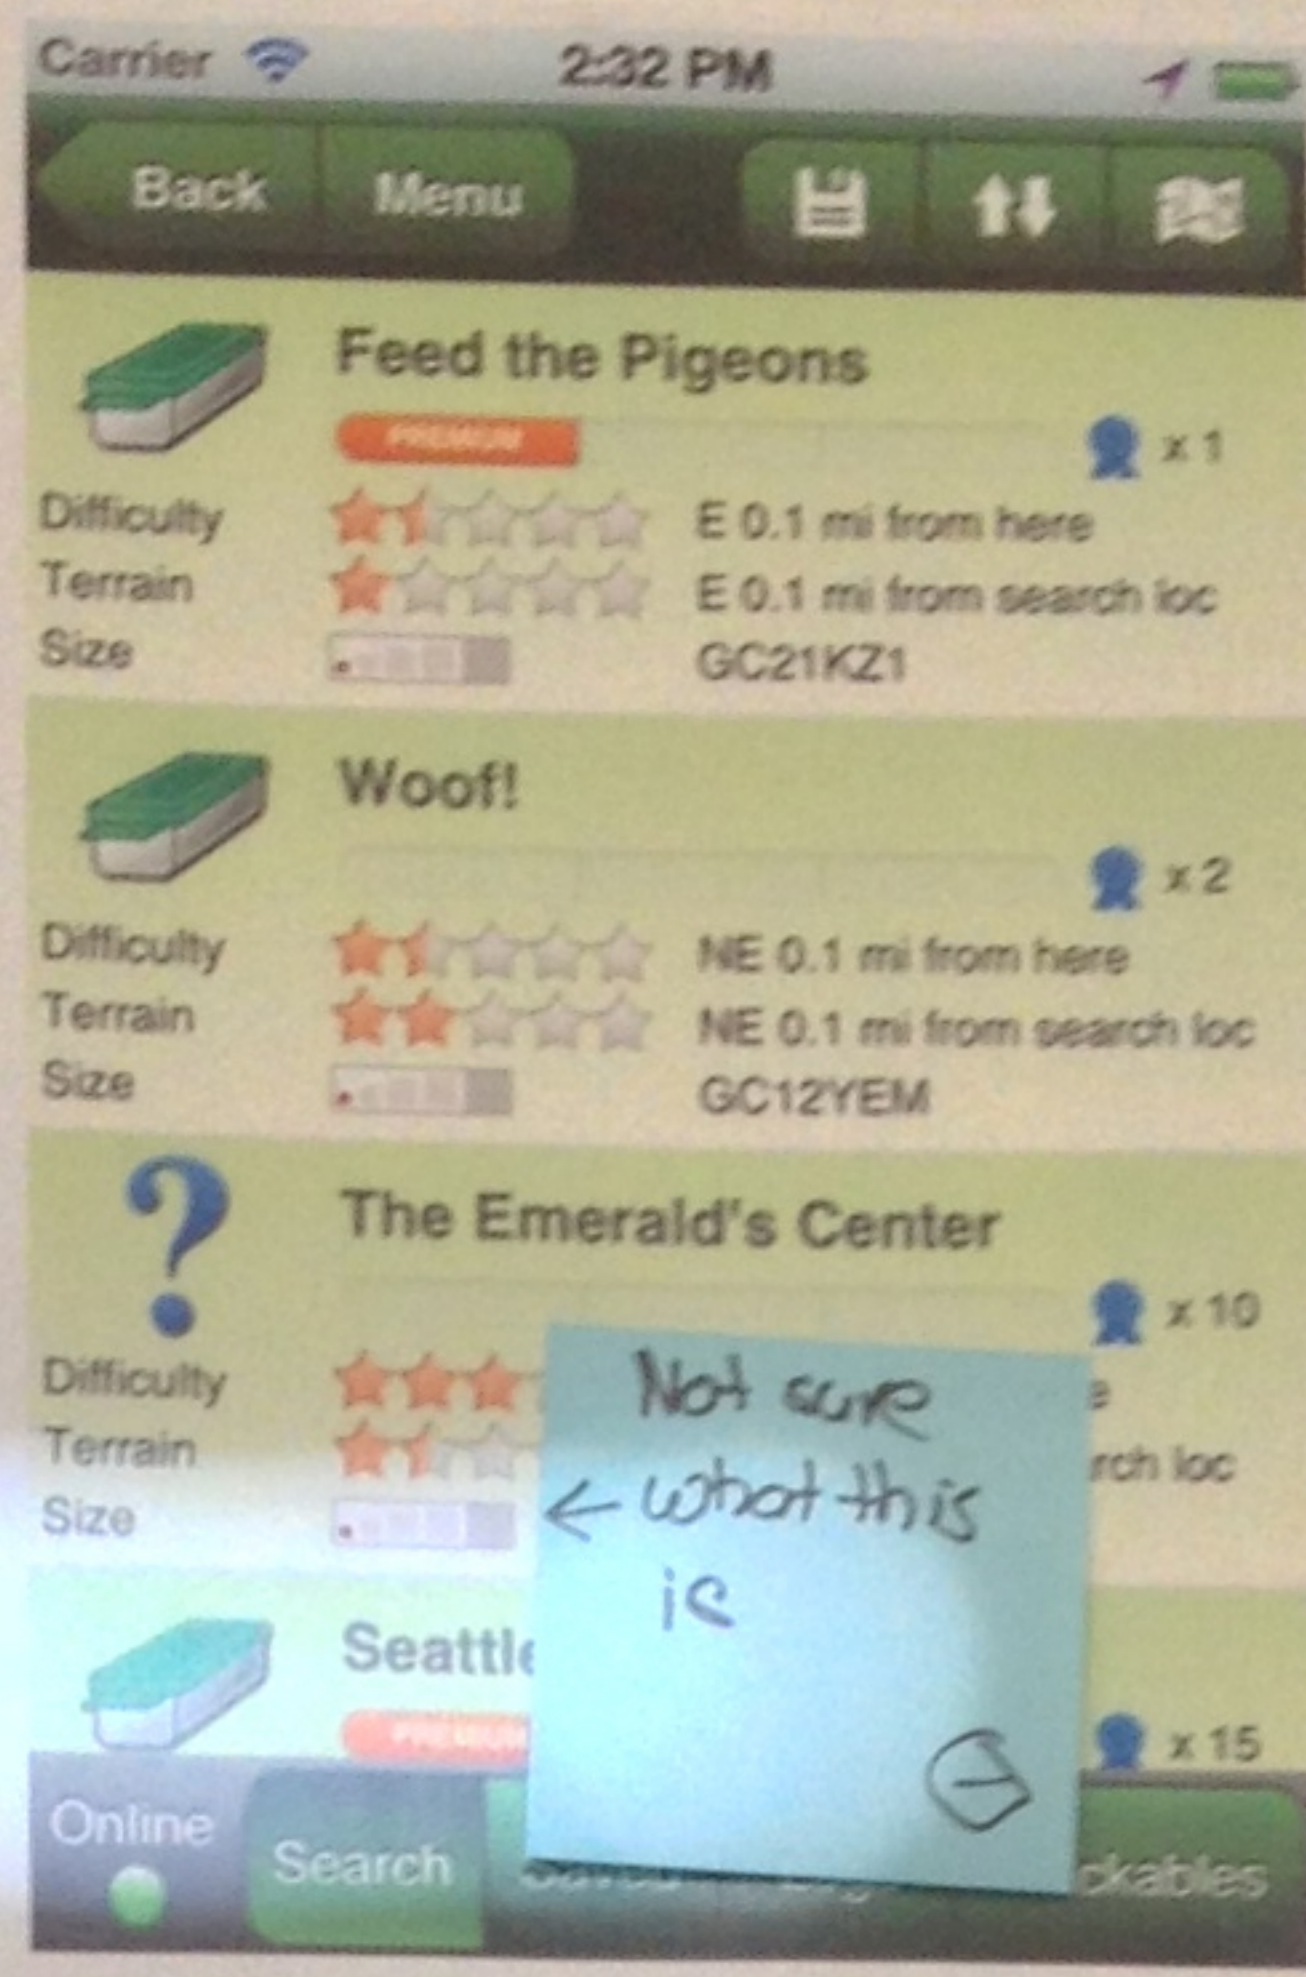 Carrier 2:32 PM
Back Menu
Feed the Pigeons
PREMIUM x 1
Difficulty E 0.1 mi from here
Terrain E 0.1 mi from search loc
Size GC21KZ1
Woof!
x 2
Difficulty NE 0.1 mi from here
Terrain NE 0.1 mi from search loc
Size GC12YEM
The Emerald's Center
x 10
Difficulty
Terrain rch loc
Size
Not sure
← what this
is
Seattle
PREMIUM x 15
Online
Search ckables